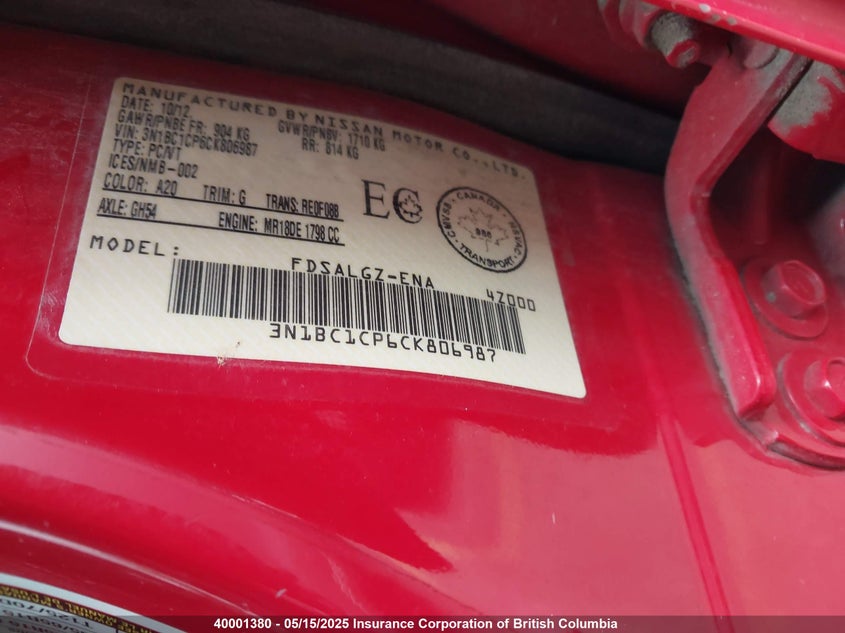 MANUFACTURED BY NISSAN MOTOR CO., LTD.
DATE: 10/12 GVWR/PNBV: 1710 KG
GAWR/PNBE FR: 904 KG RR: 814 KG
VIN: 3N1BC1CP6CK806987
TYPE: PC/VT
ICES/NMB-002
COLOR: A20 TRIM: G TRANS: RE0F08B
AXLE: GH54 ENGINE: MR18DE 1798 CC
EC
CANADA
TRANSPORT
MODEL: FDSALGZ-ENA 4Z000
3N1BC1CP6CK806987
40001380 - 05/15/2025 Insurance Corporation of British Columbia